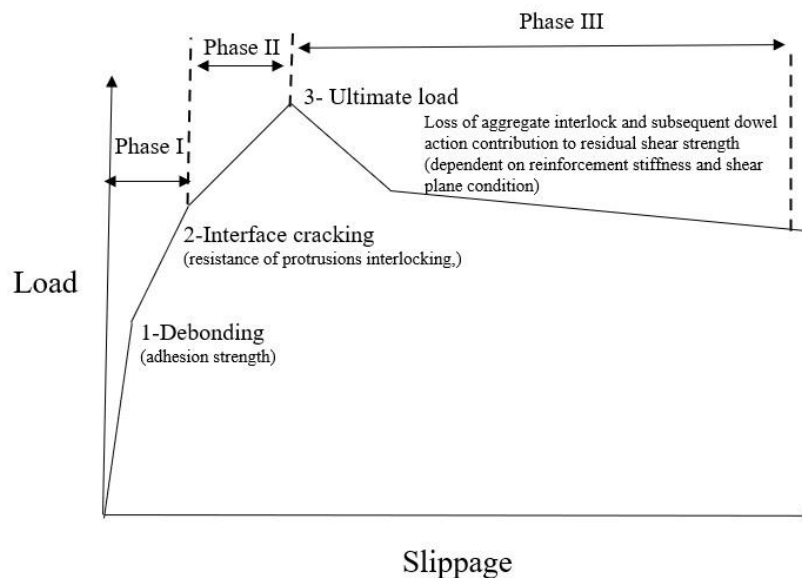 Phase III
Phase II
3- Ultimate load
Loss of aggregate interlock and subsequent dowel
action contribution to residual shear strength
(dependent on reinforcement stiffness and shear
plane condition)
Phase I
2-Interface cracking
(resistance of protrusions interlocking,)
Load
1-Debonding
(adhesion strength)
Slippage